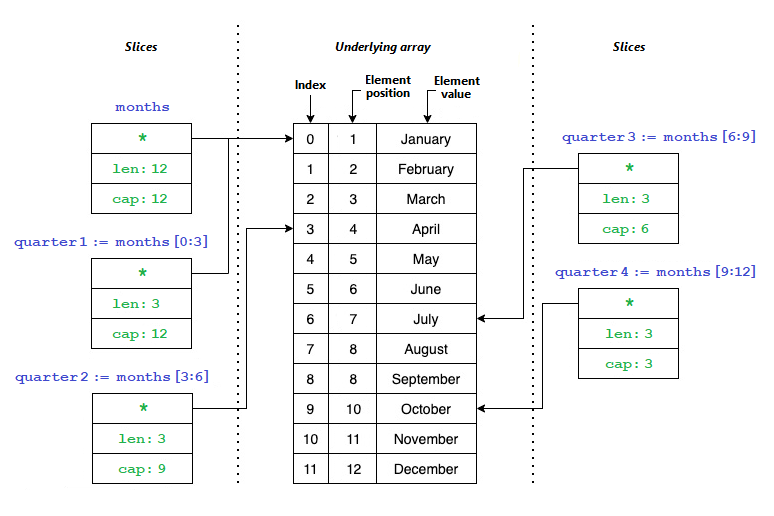 Slices
Underlying array
Slices
Index
Element
position
Element
value
months
*
len: 12
cap: 12
quarter1 := months [0:3]
*
len: 3
cap: 12
quarter2 := months [3:6]
*
len: 3
cap: 9
0 1 January
1 2 February
2 3 March
3 4 April
4 5 May
5 6 June
6 7 July
7 8 August
8 8 September
9 10 October
10 11 November
11 12 December
quarter3 := months [6:9]
*
len: 3
cap: 6
quarter4 := months [9:12]
*
len: 3
cap: 3